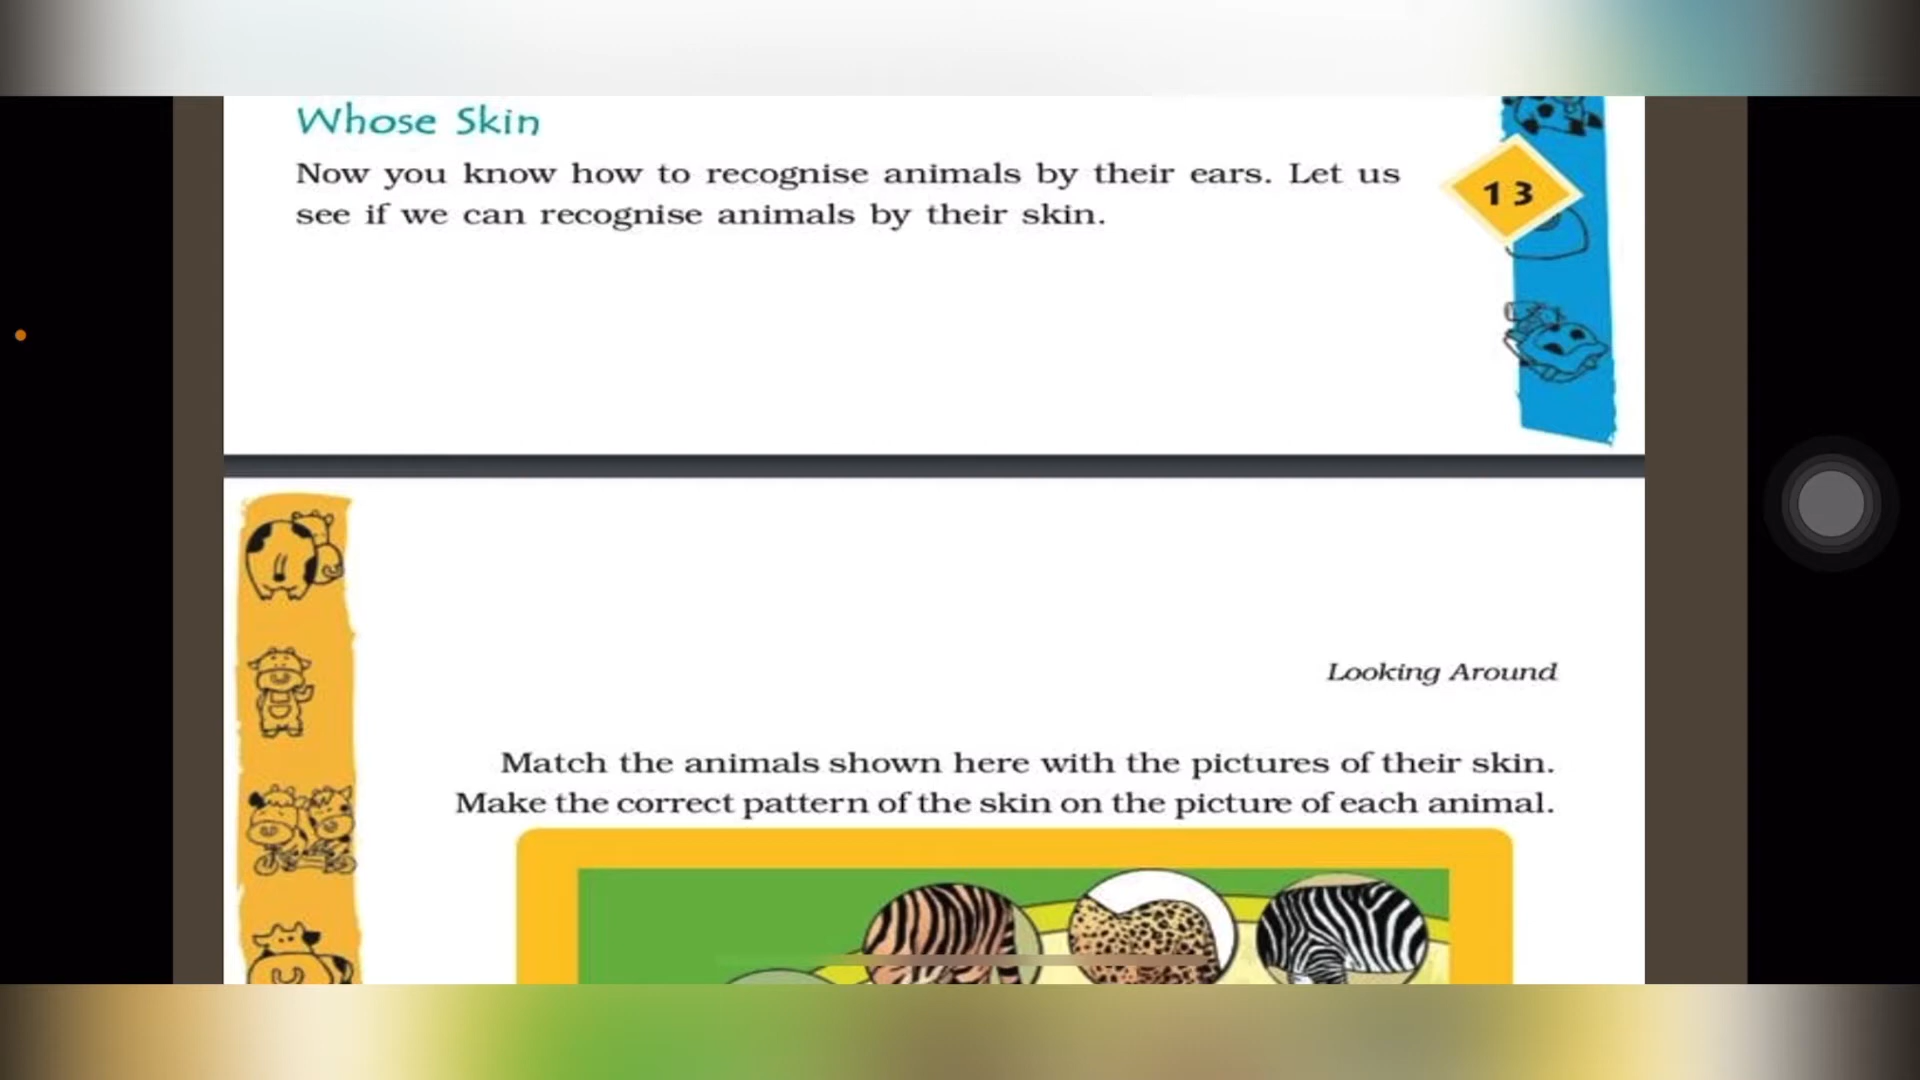 Whose Skin
Now you know how to recognise animals by their ears. Let us
see if we can recognise animals by their skin.
13
Looking Around
Match the animals shown here with the pictures of their skin.
Make the correct pattern of the skin on the picture of each animal.